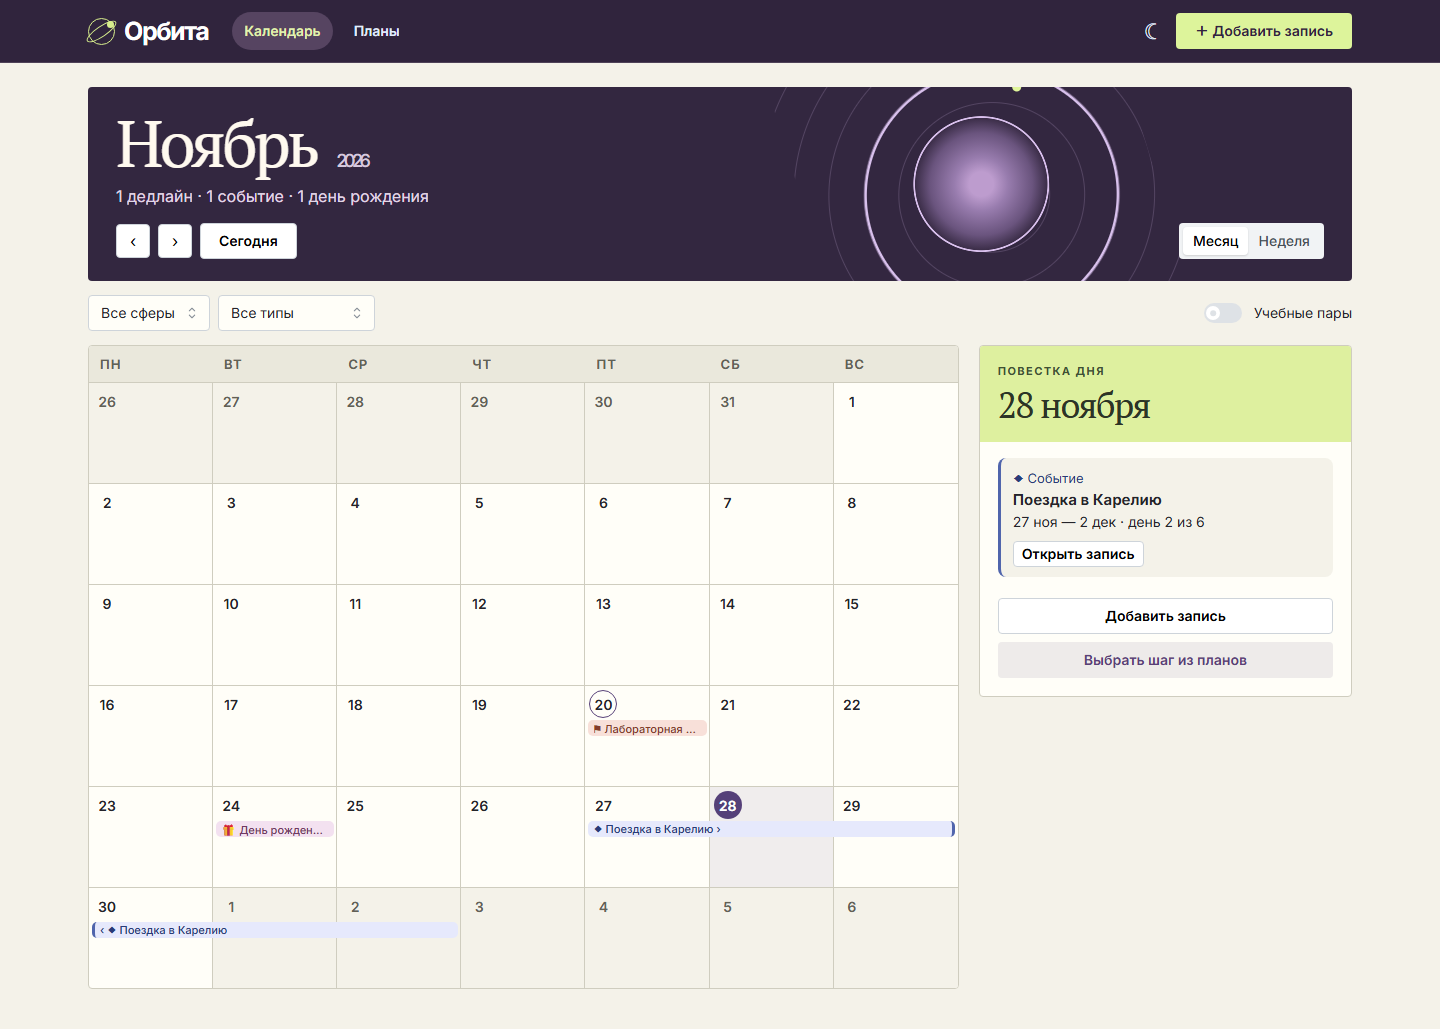 Орбита
Календарь
Планы
+ Добавить запись
Ноябрь 2026
1 дедлайн · 1 событие · 1 день рождения
‹ › Сегодня
Месяц Неделя
Все сферы
Все типы
Учебные пары
ПН ВТ СР ЧТ ПТ СБ ВС
26 27 28 29 30 31 1
2 3 4 5 6 7 8
9 10 11 12 13 14 15
16 17 18 19 20 21 22
Лабораторная ...
23 24 25 26 27 28 29
День рожден...
Поездка в Карелию ›
30 1 2 3 4 5 6
‹ Поездка в Карелию
ПОВЕСТКА ДНЯ
28 ноября
Событие
Поездка в Карелию
27 ноя — 2 дек · день 2 из 6
Открыть запись
Добавить запись
Выбрать шаг из планов